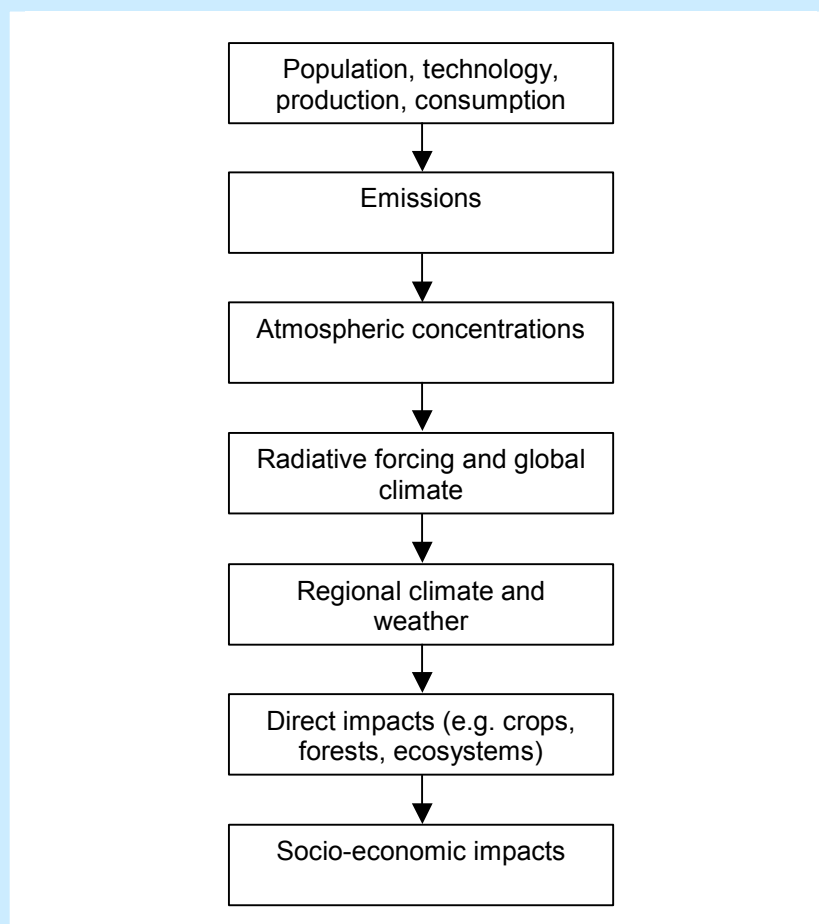 Population, technology,
production, consumption
Emissions
Atmospheric concentrations
Radiative forcing and global
climate
Regional climate and
weather
Direct impacts (e.g. crops,
forests, ecosystems)
Socio-economic impacts